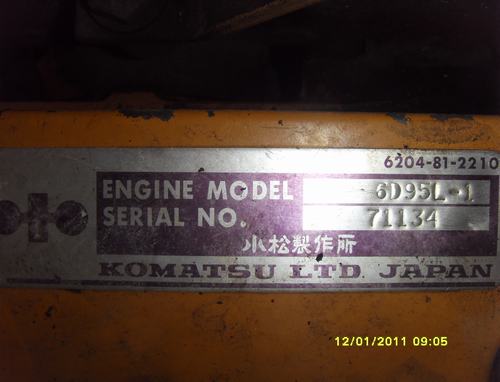 6204-81-2210
ENGINE MODEL 6D95L-1
SERIAL NO. 71134
小松製作所
KOMATSU LTD. JAPAN
12/01/2011 09:05